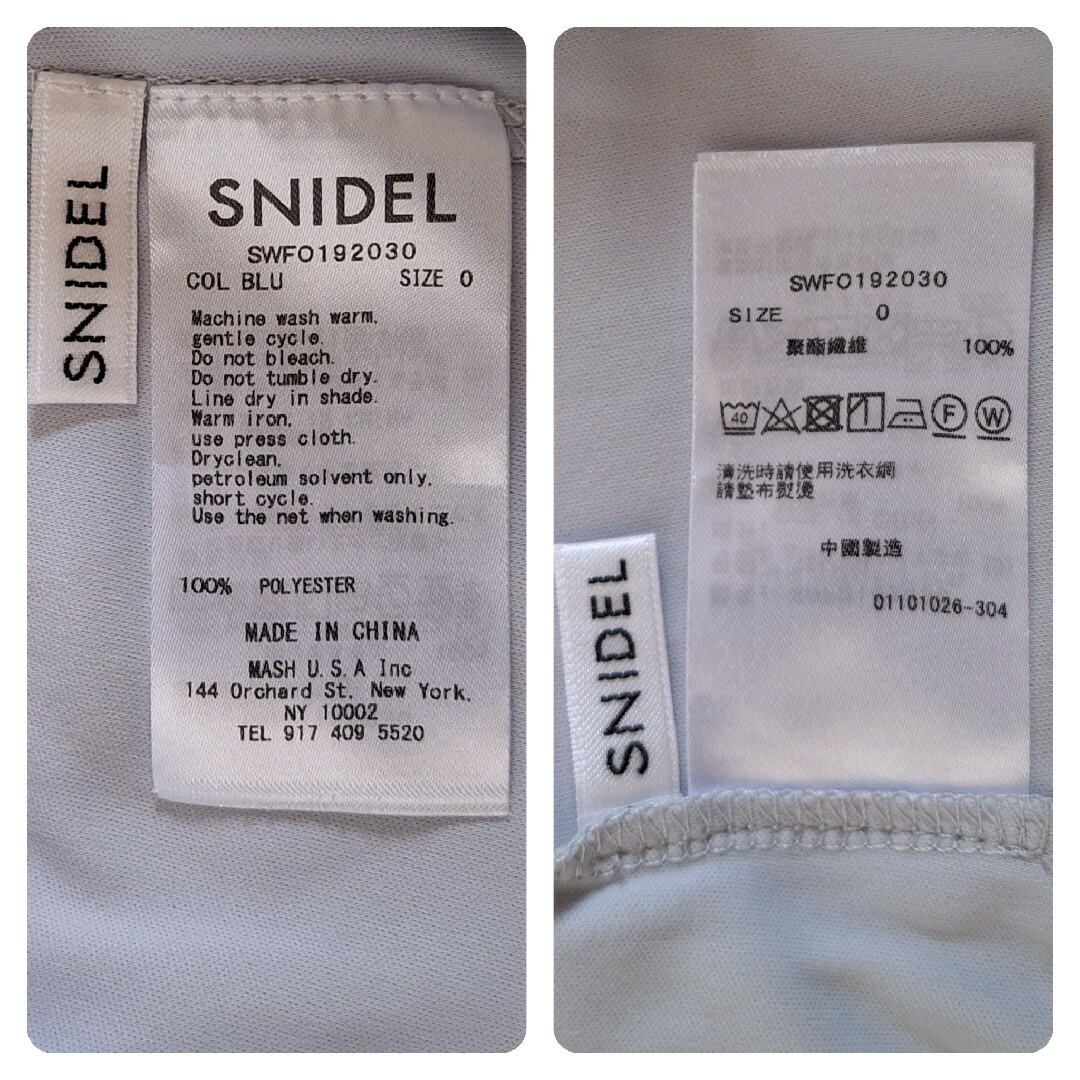 SNIDEL
SNIDEL
SWFO192030
COL BLU SIZE 0
Machine wash warm.
gentle cycle.
Do not bleach.
Do not tumble dry.
Line dry in shade.
Warm iron.
use press cloth.
Dryclean.
petroleum solvent only.
short cycle.
Use the net when washing.
100% POLYESTER
MADE IN CHINA
MASH U.S.A Inc
144 Orchard St. New York.
NY 10002
TEL 917 409 5520
SWFO192030
SIZE 0
聚酯纖維 100%
40 F W
清洗時請使用洗衣網
請墊布熨燙
中國製造
01101026-304
SNIDEL